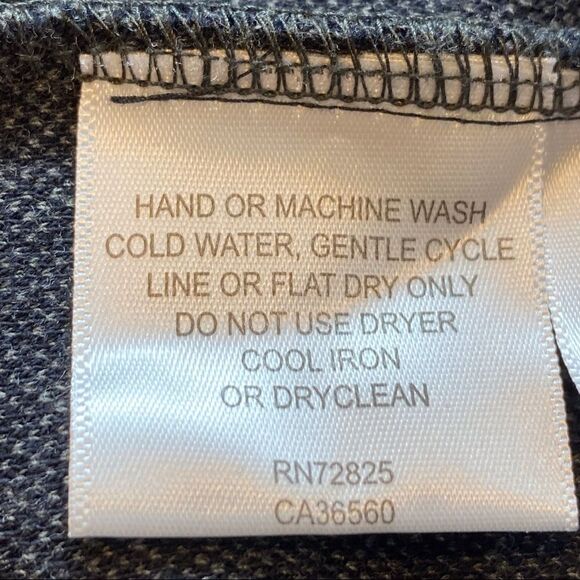 HAND OR MACHINE WASH
COLD WATER, GENTLE CYCLE
LINE OR FLAT DRY ONLY
DO NOT USE DRYER
COOL IRON
OR DRYCLEAN
RN72825
CA36560